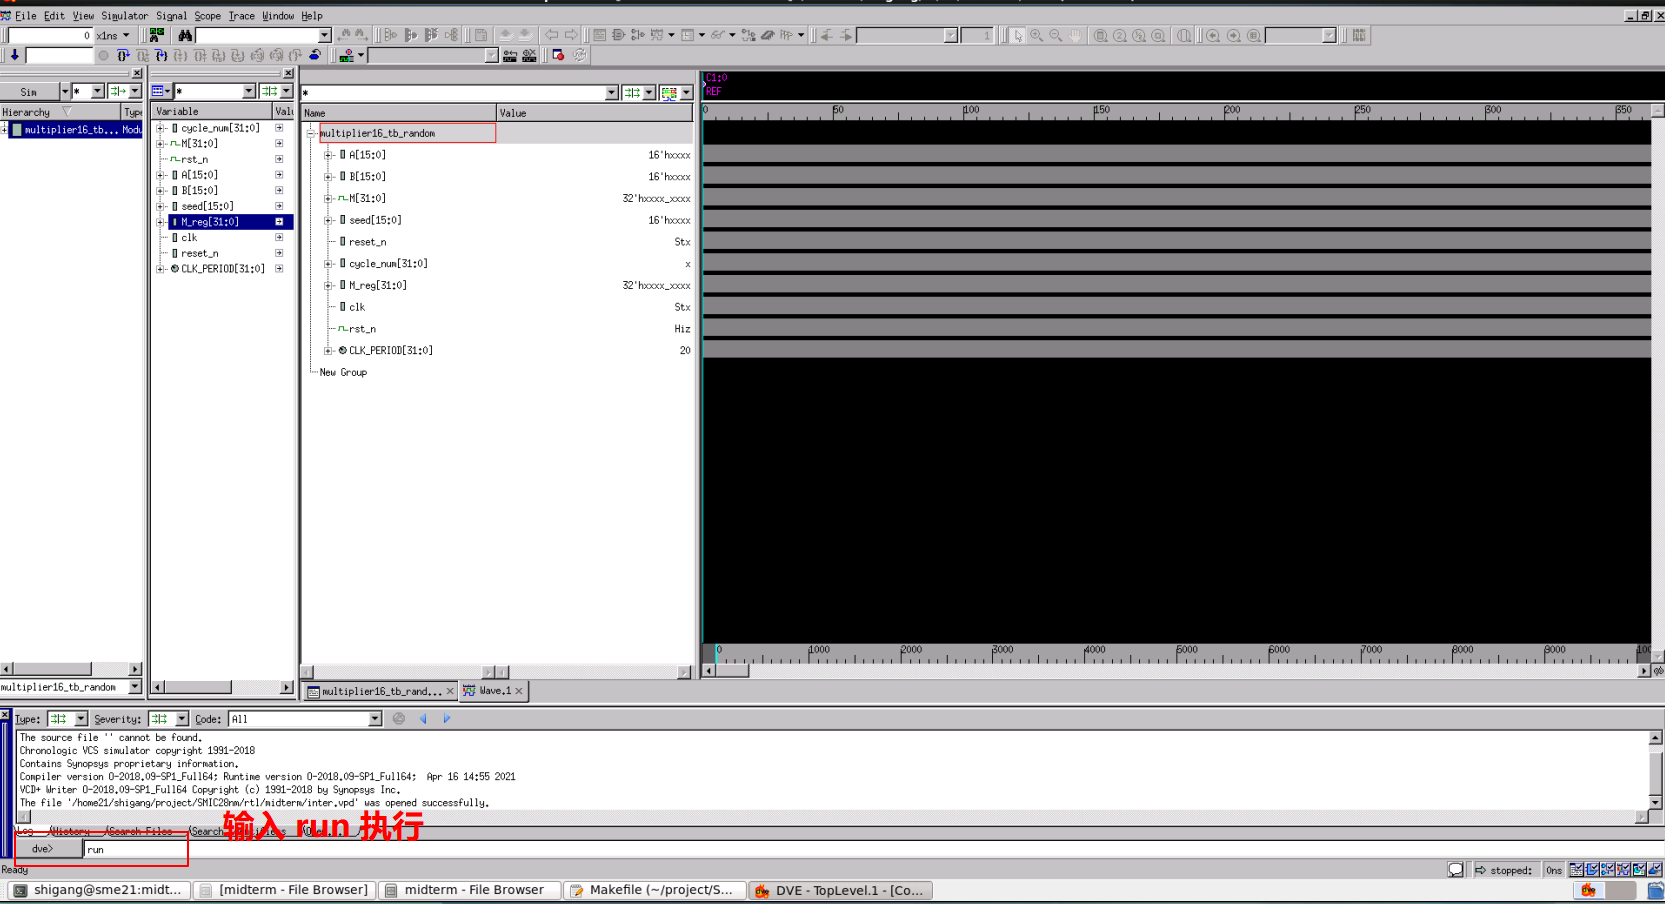 File Edit View Simulator Signal Scope Trace Window Help
0 x1ns
1
Sim * * *
Hierarchy Type Variable Valu Name Value
multiplier16_tb... Modu
cycle_num[31:0]
M[31:0]
rst_n
A[15:0]
B[15:0]
seed[15:0]
M_reg[31:0]
clk
reset_n
CLK_PERIOD[31:0]
multiplier16_tb_random
A[15:0] 16'hxxxx
B[15:0] 16'hxxxx
M[31:0] 32'hxxxx_xxxx
seed[15:0] 16'hxxxx
reset_n Stx
cycle_num[31:0] x
M_reg[31:0] 32'hxxxx_xxxx
clk Stx
rst_n Hiz
CLK_PERIOD[31:0] 20
New Group
C1:0
REF
0 50 100 150 200 250 300 350
0 1000 2000 3000 4000 5000 6000 7000 8000 9000
multiplier16_tb_random
multiplier16_tb_rand... Wave.1
Type: Severity: Code: All
The source file '' cannot be found.
Chronologic VCS simulator copyright 1991-2018
Contains Synopsys proprietary information.
Compiler version O-2018.09-SP1_Full64; Runtime version O-2018.09-SP1_Full64; Apr 16 14:55 2021
VCD+ Writer O-2018.09-SP1_Full64 Copyright (c) 1991-2018 by Synopsys Inc.
The file '/home21/shigang/project/SMIC28nm/rtl/midterm/inter.vpd' was opened successfully.
输入 run 执行
Log History Search Files
dve> run
Ready stopped: 0ns
shigang@sme21:midt... [midterm - File Browser] midterm - File Browser Makefile (~/project/S... DVE - TopLevel.1 - [Co...